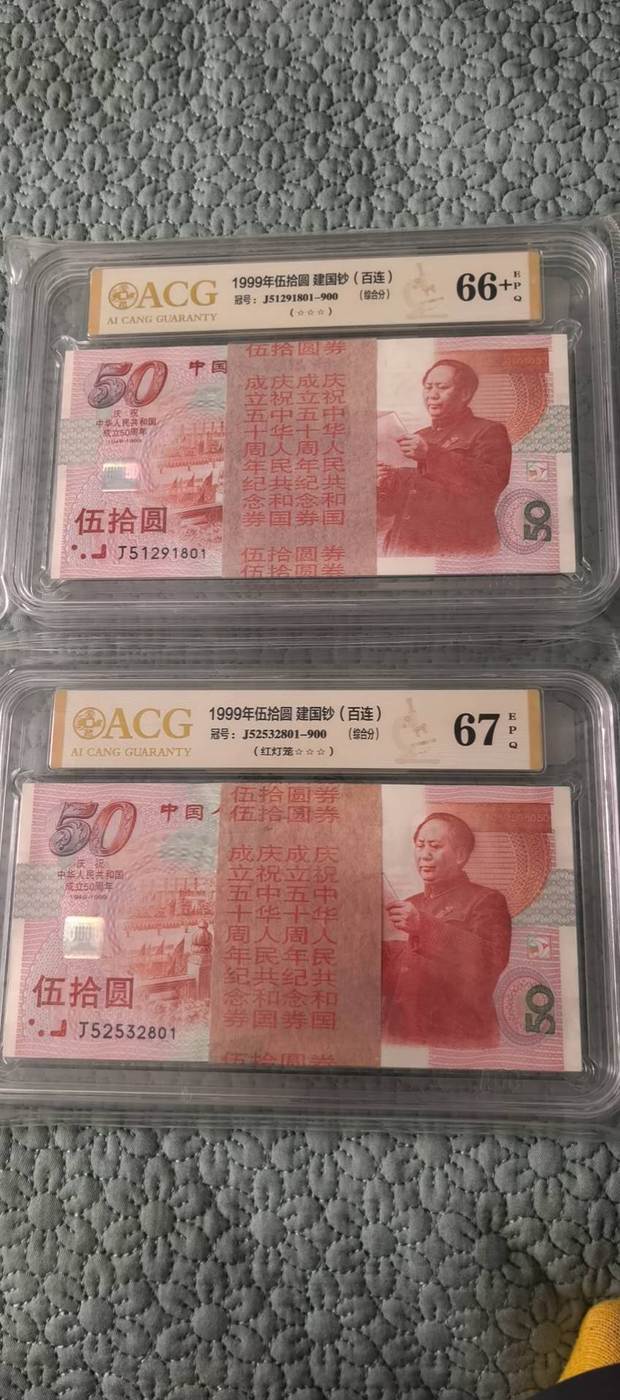 ACG
AI CANG GUARANTY
1999年伍拾圆 建国钞（百连）
冠号：J51291801-900 （综合分）
（☆☆☆）
66+
EPQ
50
中国
庆祝
中华人民共和国
成立50周年
1949-1999
伍拾圆
J51291801
伍拾圆券
庆祝中华人民共和国
成立五十周年纪念券
庆祝中华人民共和国
成立五十周年纪念券
伍拾圆券
伍拾圆券
50
ACG
AI CANG GUARANTY
1999年伍拾圆 建国钞（百连）
冠号：J52532801-900 （综合分）
（红灯笼☆☆☆）
67
EPQ
50
中国
庆祝
中华人民共和国
成立50周年
1949-1999
伍拾圆
J52532801
伍拾圆券
伍拾圆券
庆祝中华人民共和国
成立五十周年纪念券
庆祝中华人民共和国
成立五十周年纪念券
伍拾圆券
50